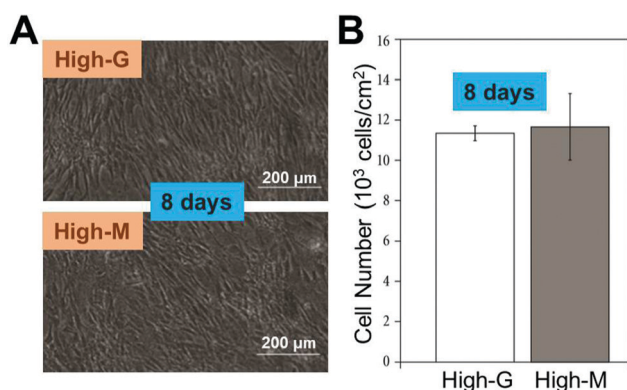 A
High-G
200 µm
8 days
High-M
200 µm
B
Cell Number (10³ cells/cm²)
16
14
12
10
8
6
4
2
0
8 days
High-G
High-M